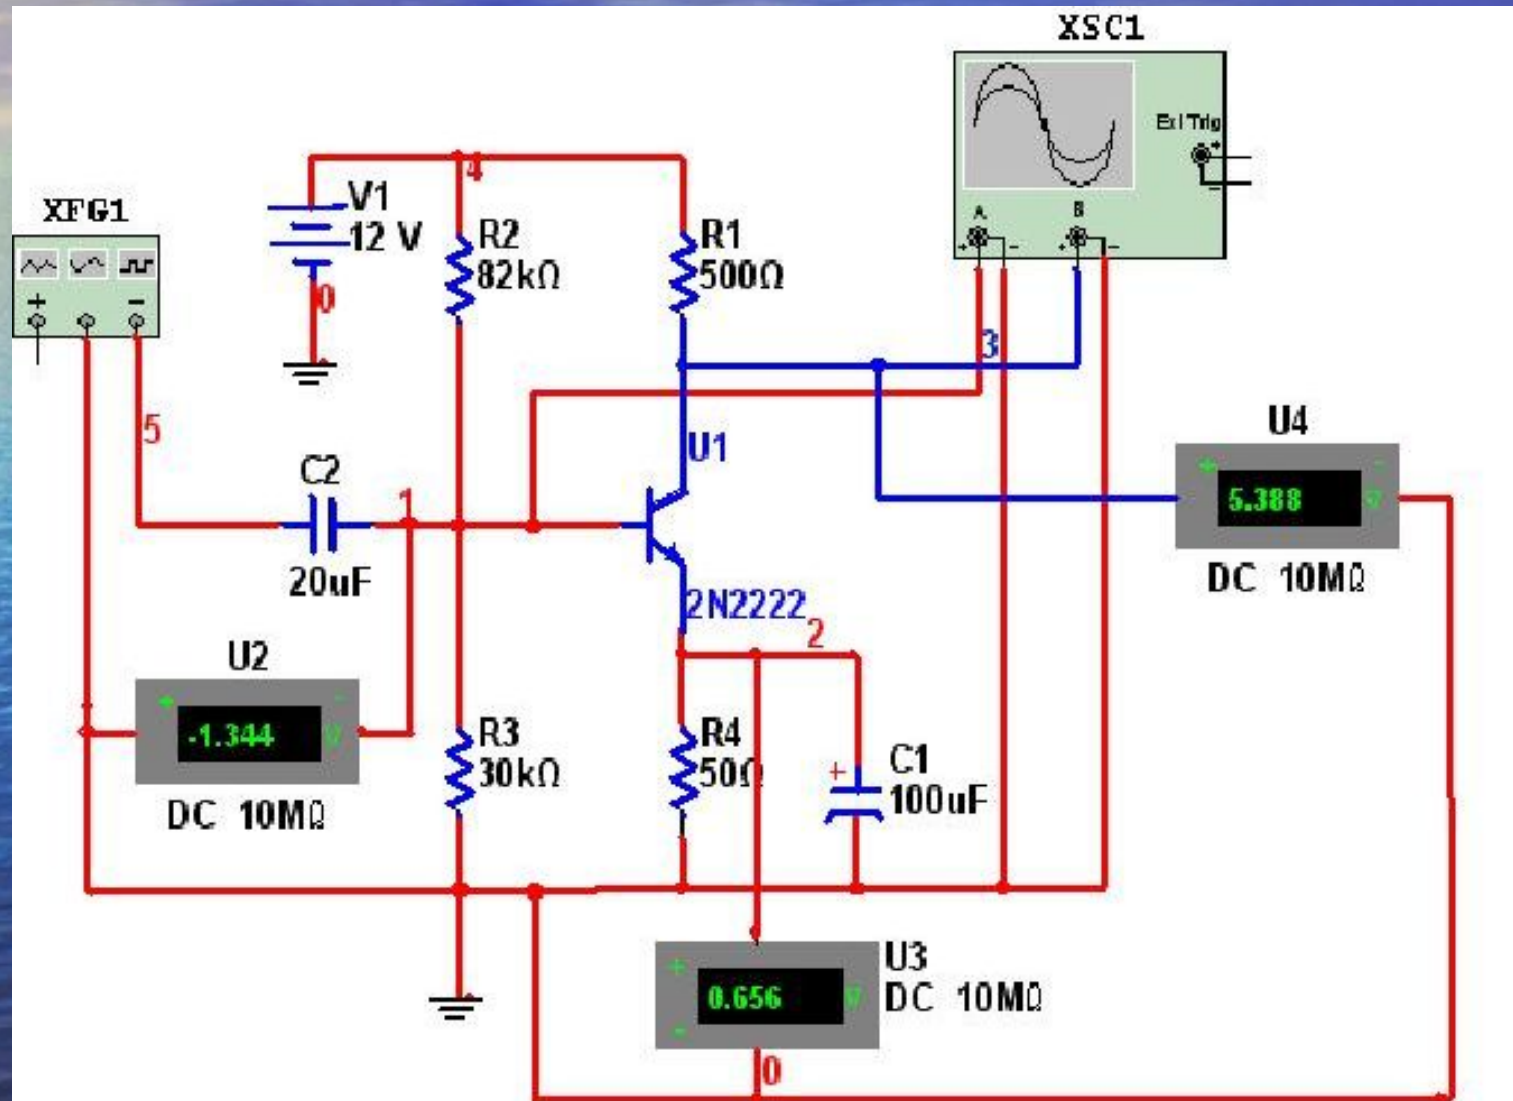 XSC1
Ext Trig
+
-
A
B
+ - + -
4
V1
12 V
0
XFG1
+ -
R2
82kΩ
R1
500Ω
3
5
C2
20uF
1
U1
2N2222
2
U4
+ -
5.388
V
DC 10MΩ
U2
+ -
-1.344
V
DC 10MΩ
R3
30kΩ
R4
50Ω
+
C1
100uF
U3
DC 10MΩ
+
0.656
V
-
0